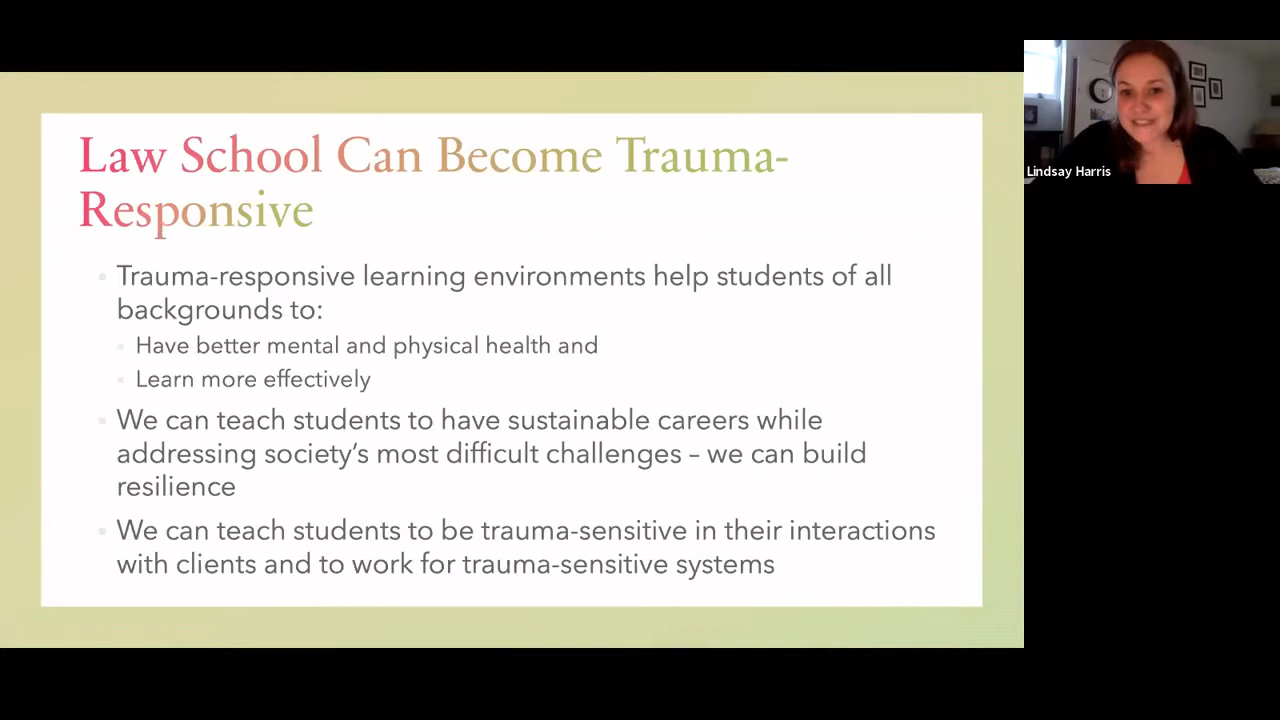 Law School Can Become Trauma-
Responsive
Trauma-responsive learning environments help students of all
backgrounds to:
Have better mental and physical health and
Learn more effectively
We can teach students to have sustainable careers while
addressing society’s most difficult challenges – we can build
resilience
We can teach students to be trauma-sensitive in their interactions
with clients and to work for trauma-sensitive systems
Lindsay Harris